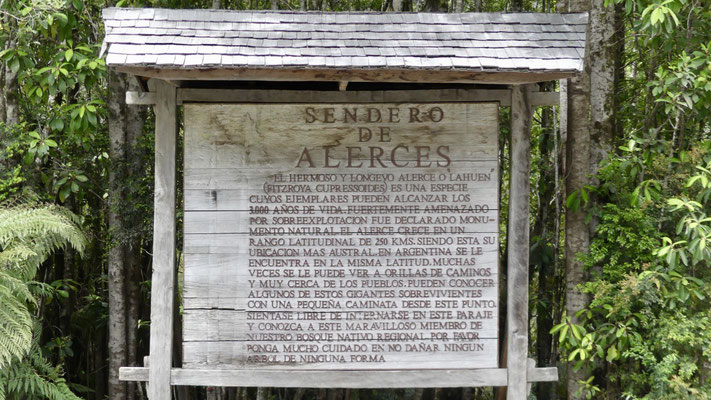 SENDERO
DE
ALERCES
EL HERMOSO Y LONGEVO ALERCE O LAHUEN
(FITZROYA CUPRESSOIDES) ES UNA ESPECIE
CUYOS EJEMPLARES PUEDEN ALCANZAR LOS
3.000 AÑOS DE VIDA. FUERTEMENTE AMENAZADO
POR SOBREEXPLOTACION FUE DECLARADO MONU-
MENTO NATURAL. EL ALERCE CRECE EN UN
RANGO LATITUDINAL DE 250 KMS. SIENDO ESTA SU
UBICACION MAS AUSTRAL. EN ARGENTINA SE LE
ENCUENTRA EN LA MISMA LATITUD. MUCHAS
VECES SE LE PUEDE VER A ORILLAS DE CAMINOS
Y MUY CERCA DE LOS PUEBLOS. PUEDEN CONOCER
ALGUNOS DE ESTOS GIGANTES SOBREVIVIENTES
CON UNA PEQUEÑA CAMINATA DESDE ESTE PUNTO.
SIENTASE LIBRE DE INTERNARSE EN ESTE PARAJE
Y CONOZCA A ESTE MARAVILLOSO MIEMBRO DE
NUESTRO BOSQUE NATIVO REGIONAL. POR FAVOR
PONGA MUCHO CUIDADO EN NO DAÑAR NINGUN
ARBOL DE NINGUNA FORMA